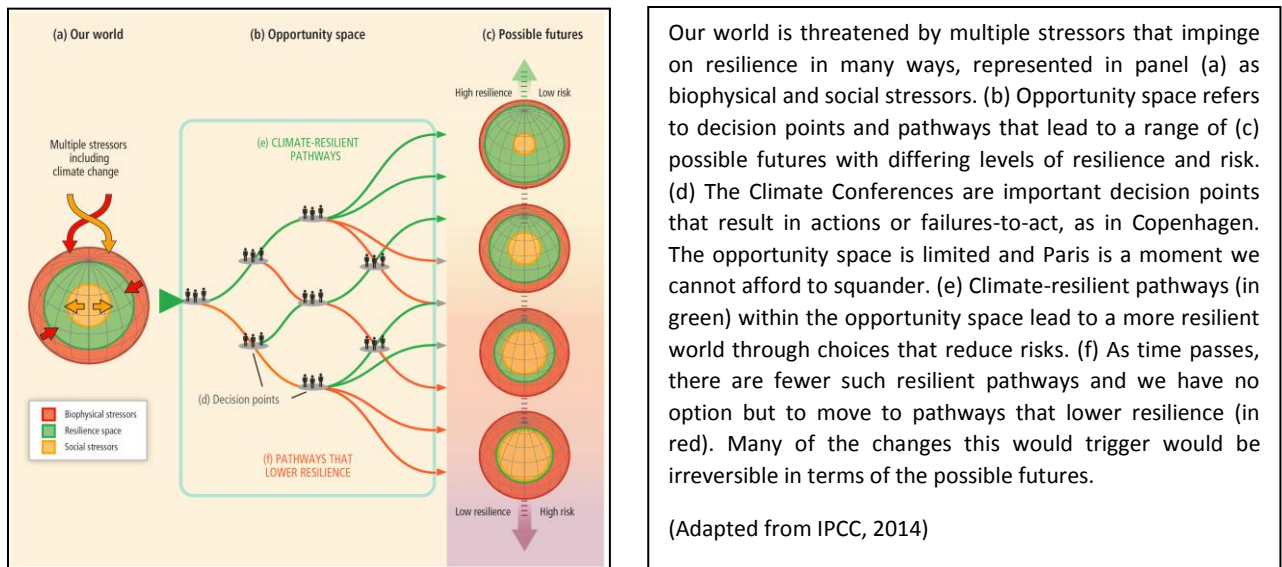 (a) Our world
(b) Opportunity space
(c) Possible futures
High resilience
Low risk
Multiple stressors
including
climate change
(e) CLIMATE-RESILIENT
PATHWAYS
(d) Decision points
Biophysical stressors
Resilience space
Social stressors
(f) PATHWAYS THAT
LOWER RESILIENCE
Low resilience
High risk
Our world is threatened by multiple stressors that impinge
on resilience in many ways, represented in panel (a) as
biophysical and social stressors. (b) Opportunity space refers
to decision points and pathways that lead to a range of (c)
possible futures with differing levels of resilience and risk.
(d) The Climate Conferences are important decision points
that result in actions or failures-to-act, as in Copenhagen.
The opportunity space is limited and Paris is a moment we
cannot afford to squander. (e) Climate-resilient pathways (in
green) within the opportunity space lead to a more resilient
world through choices that reduce risks. (f) As time passes,
there are fewer such resilient pathways and we have no
option but to move to pathways that lower resilience (in
red). Many of the changes this would trigger would be
irreversible in terms of the possible futures.
(Adapted from IPCC, 2014)